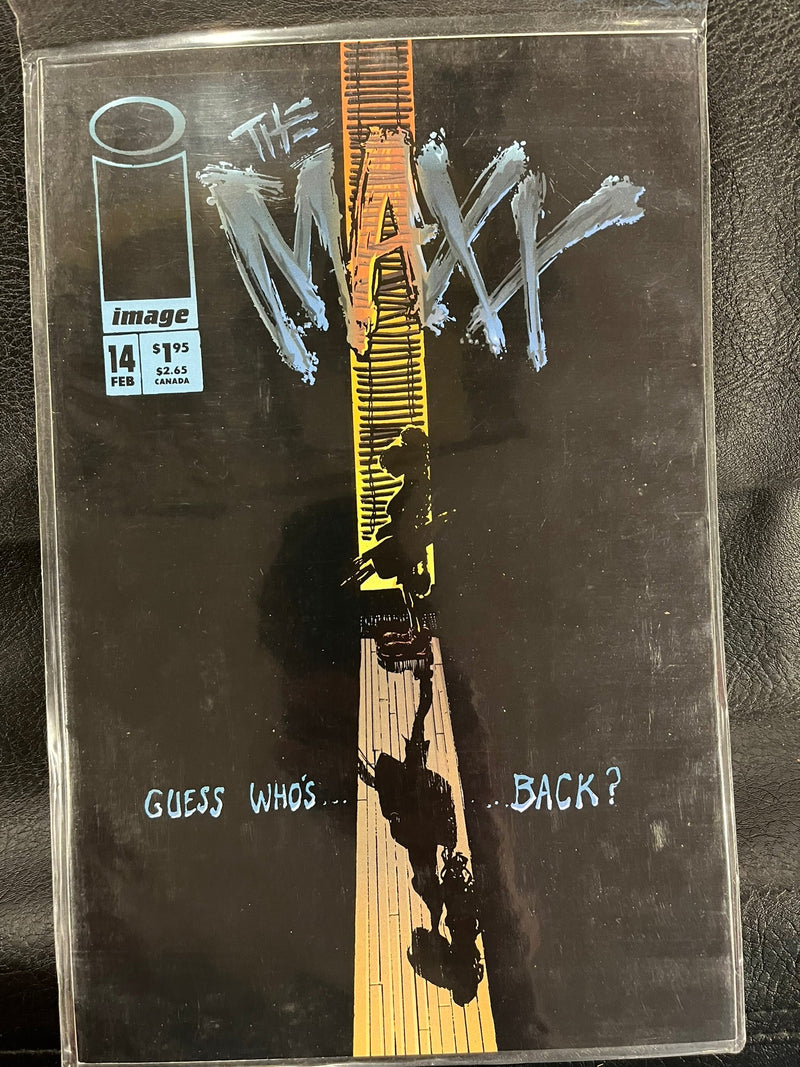 THE
MAXX
image
14
FEB
$1.95
$2.65
CANADA
GUESS WHO'S... ...BACK?